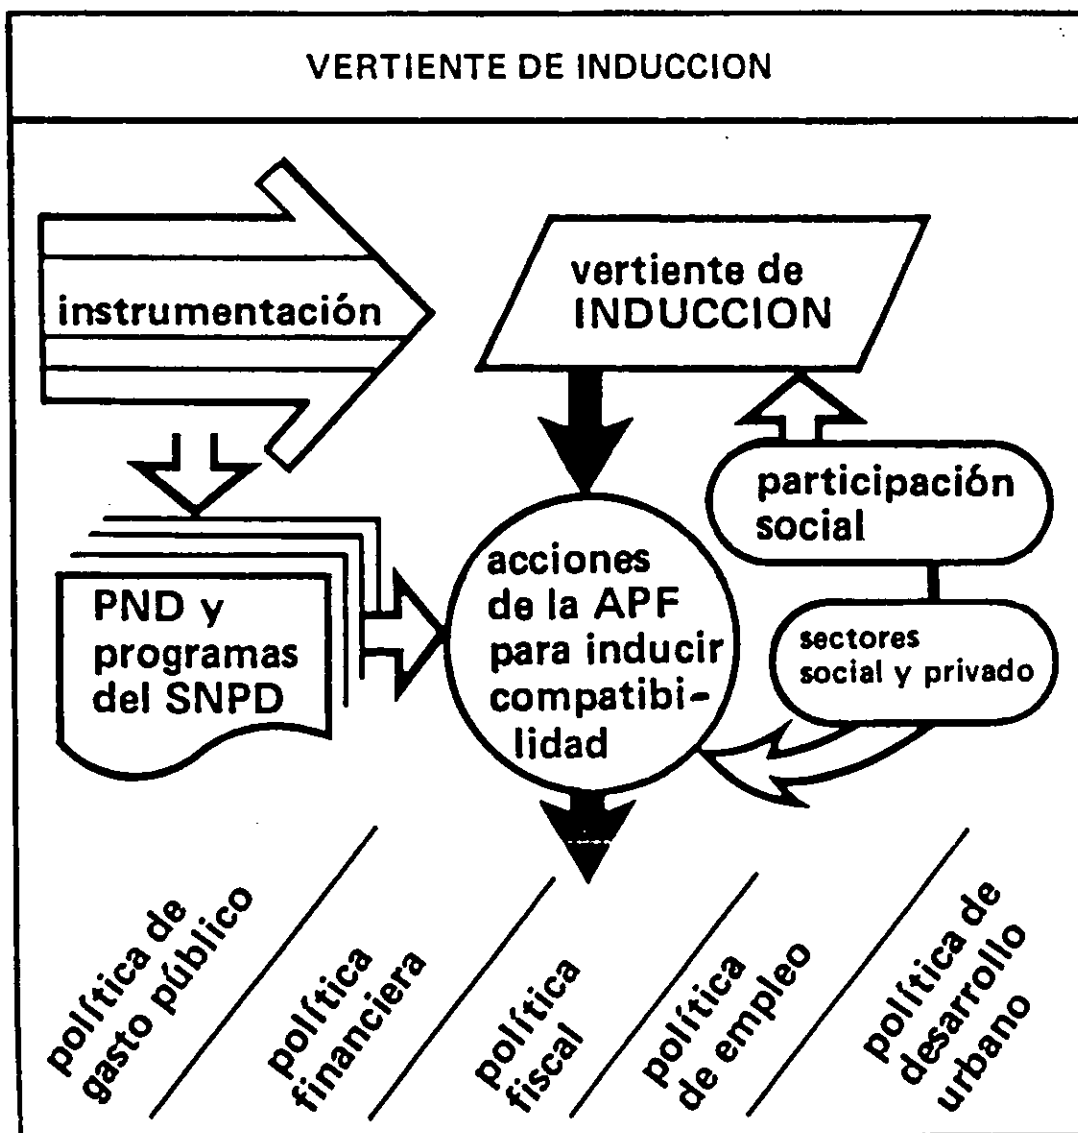 VERTIENTE DE INDUCCION
instrumentación
vertiente de
INDUCCION
participación
social
PND y
programas
del SNPD
acciones
de la APF
para inducir
compatibi-
lidad
sectores
social y privado
política de
gasto público
política
financiera
política
fiscal
política
de empleo
política de
desarrollo
urbano